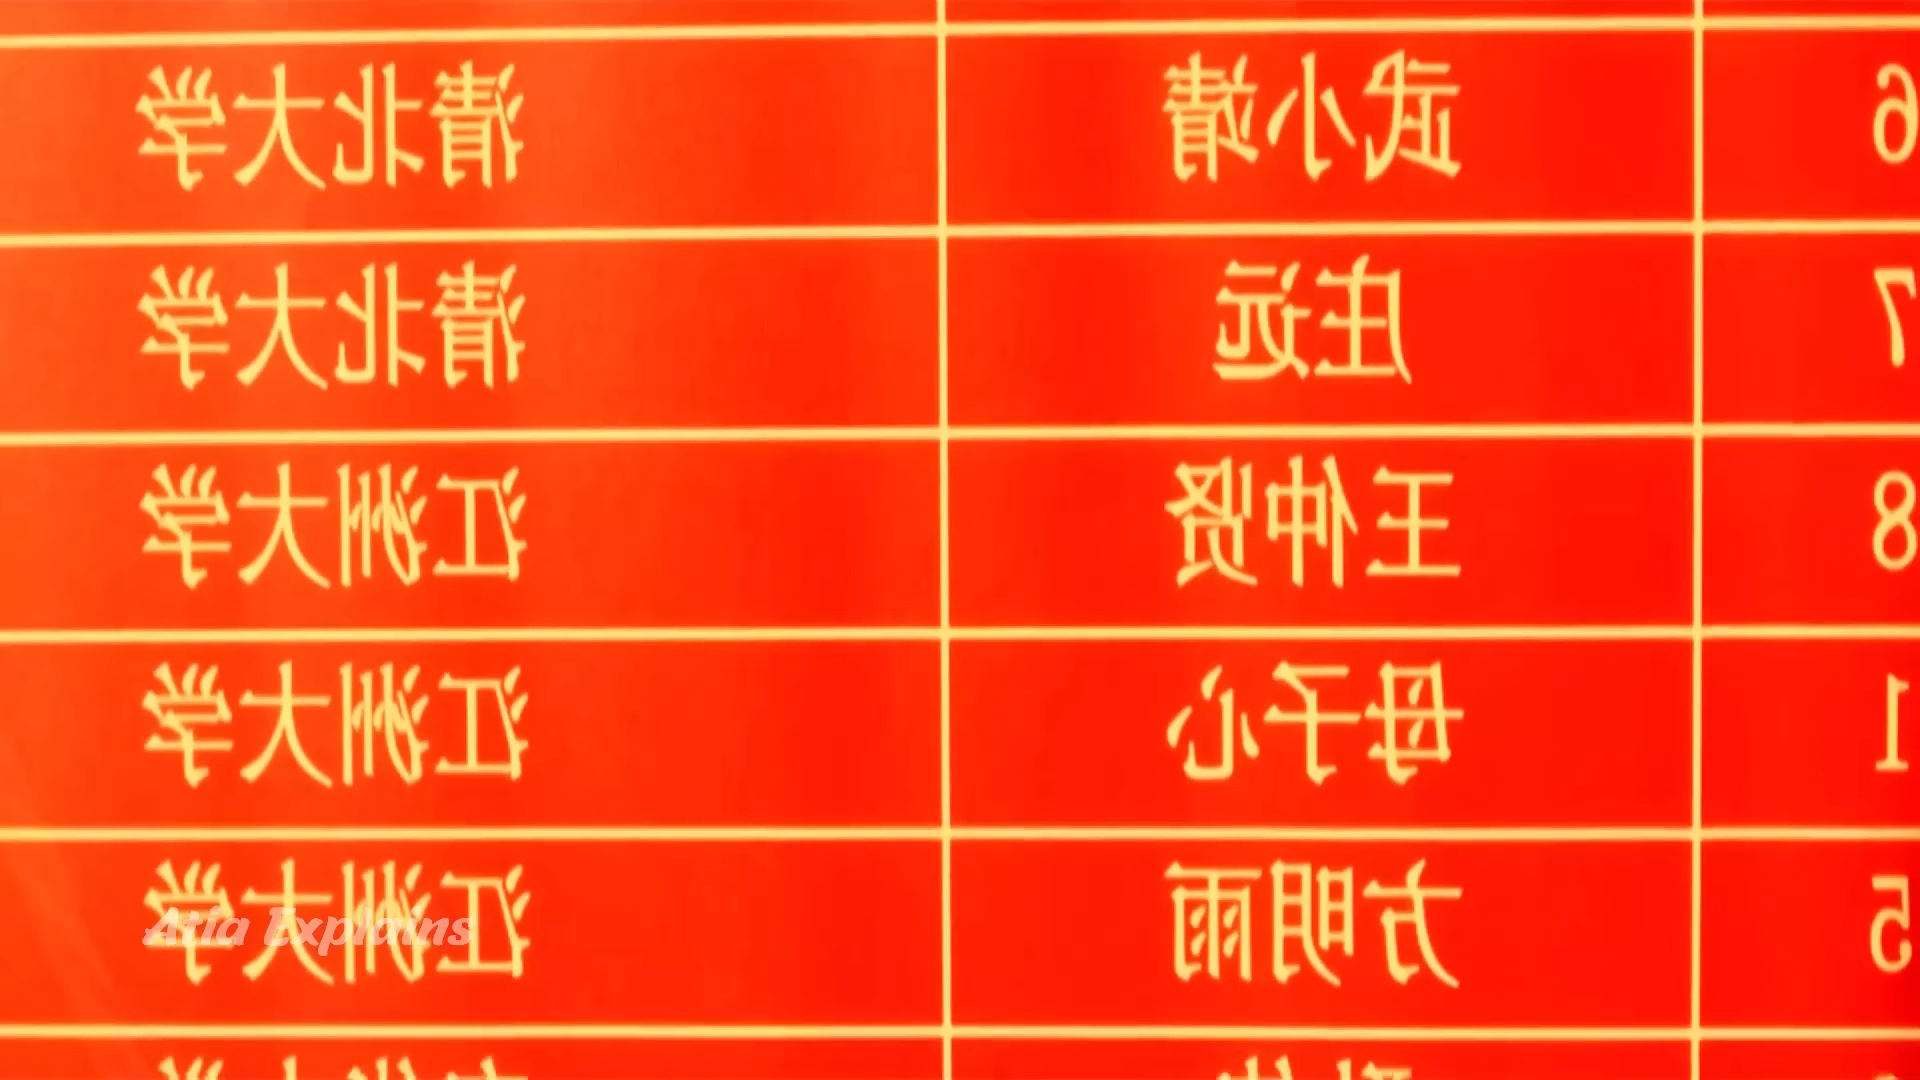 6 武小靖 清北大学
7 庄远 清北大学
8 王仲贤 江洲大学
1 母子心 江洲大学
5 方明雨 江洲大学
Atia Explains